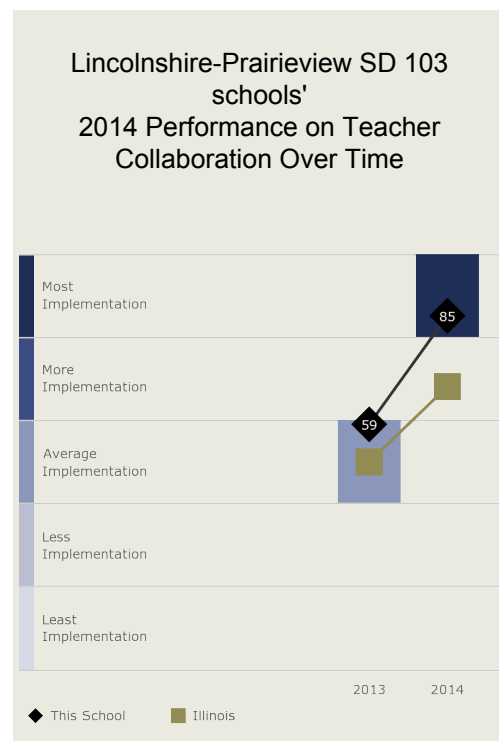 Lincolnshire-Prairieview SD 103
schools'
2014 Performance on Teacher
Collaboration Over Time
Most
Implementation
85
More
Implementation
59
Average
Implementation
Less
Implementation
Least
Implementation
2013 2014
This School Illinois